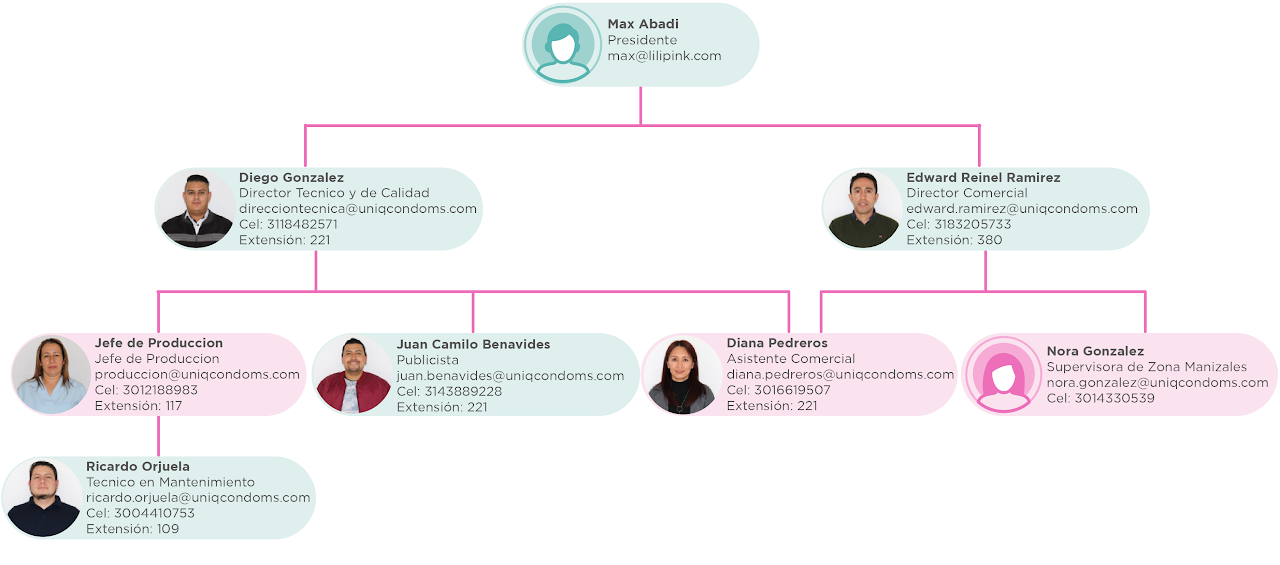 Max Abadi
Presidente
max@lilipink.com
Diego Gonzalez
Director Tecnico y de Calidad
direcciontecnica@uniqcondoms.com
Cel: 3118482571
Extensión: 221
Edward Reinel Ramirez
Director Comercial
edward.ramirez@uniqcondoms.com
Cel: 3183205733
Extensión: 380
Jefe de Produccion
Jefe de Produccion
produccion@uniqcondoms.com
Cel: 3012188983
Extensión: 117
Juan Camilo Benavides
Publicista
juan.benavides@uniqcondoms.com
Cel: 3143889228
Extensión: 221
Diana Pedreros
Asistente Comercial
diana.pedreros@uniqcondoms.com
Cel: 3016619507
Extensión: 221
Nora Gonzalez
Supervisora de Zona Manizales
nora.gonzalez@uniqcondoms.com
Cel: 3014330539
Ricardo Orjuela
Tecnico en Mantenimiento
ricardo.orjuela@uniqcondoms.com
Cel: 3004410753
Extensión: 109